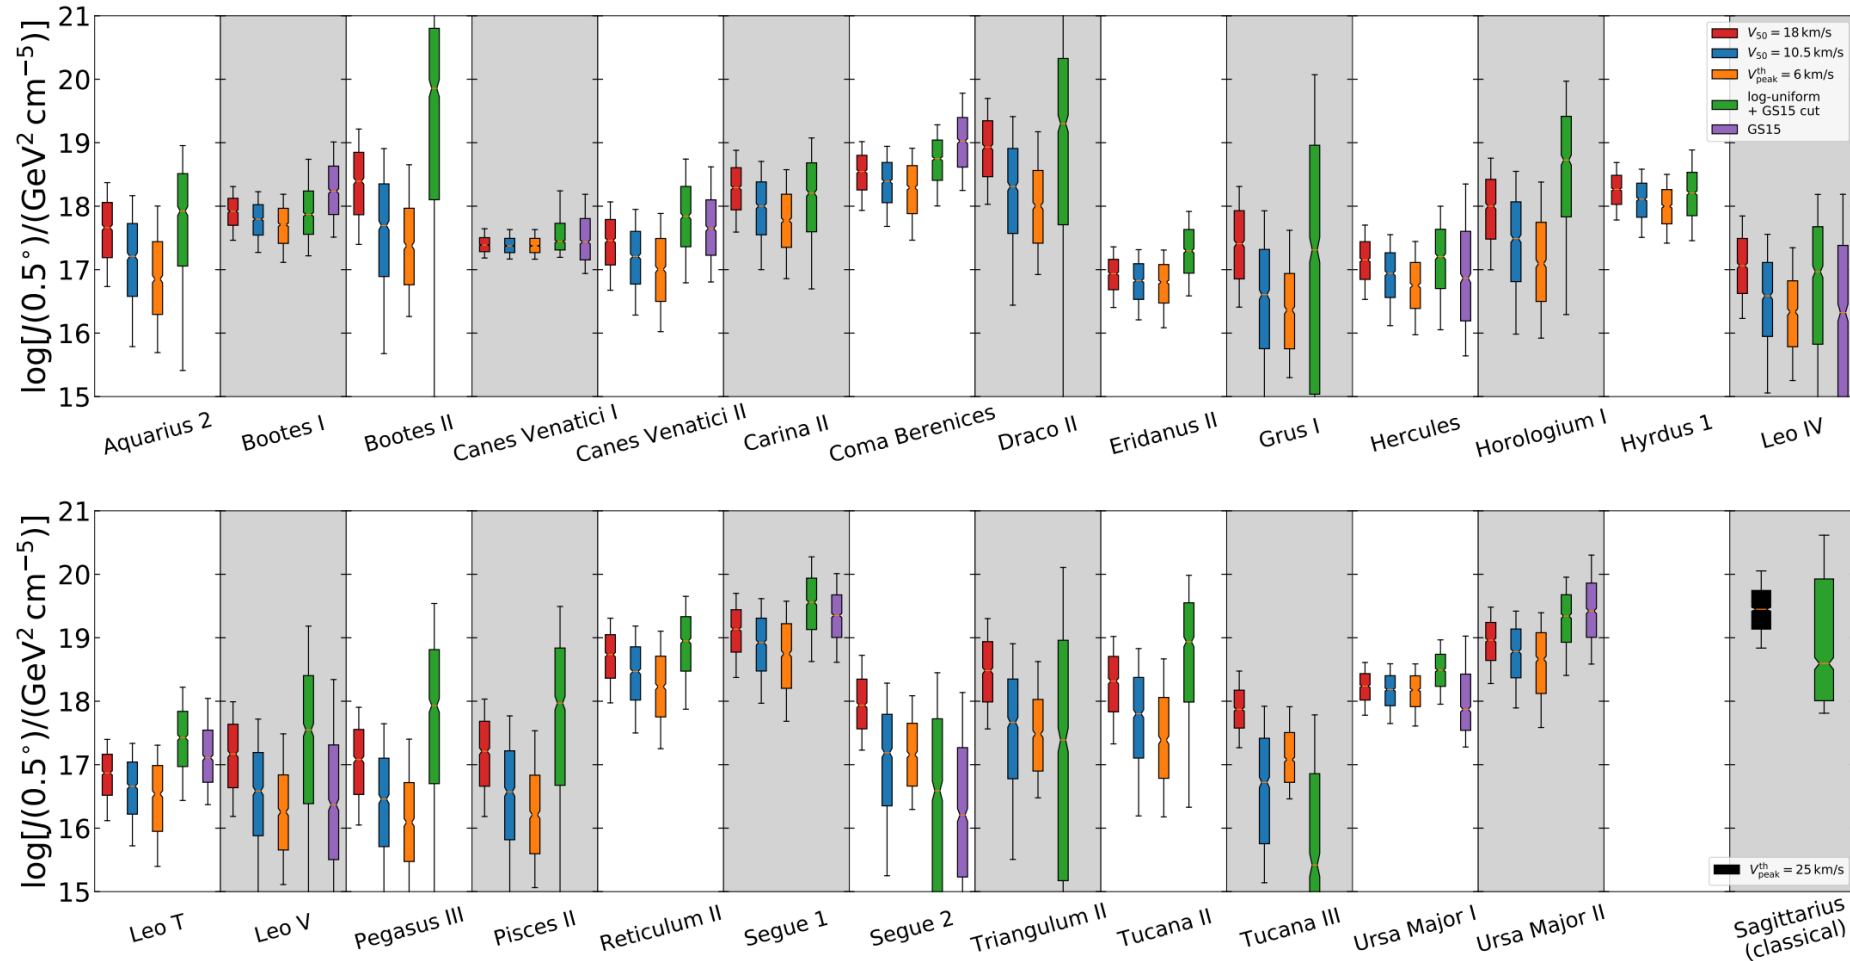 log[J(0.5°)/(GeV² cm⁻⁵)]
21
20
19
18
17
16
15
V₅₀ = 18 km/s
V₅₀ = 10.5 km/s
Vᵗʰpeak = 6 km/s
log-uniform
+ GS15 cut
GS15
Aquarius 2
Bootes I
Bootes II
Canes Venatici I
Canes Venatici II
Carina II
Coma Berenices
Draco II
Eridanus II
Grus I
Hercules
Horologium I
Hyrdus 1
Leo IV
log[J(0.5°)/(GeV² cm⁻⁵)]
21
20
19
18
17
16
15
Vᵗʰpeak = 25 km/s
Leo T
Leo V
Pegasus III
Pisces II
Reticulum II
Segue 1
Segue 2
Triangulum II
Tucana II
Tucana III
Ursa Major I
Ursa Major II
Sagittarius
(classical)